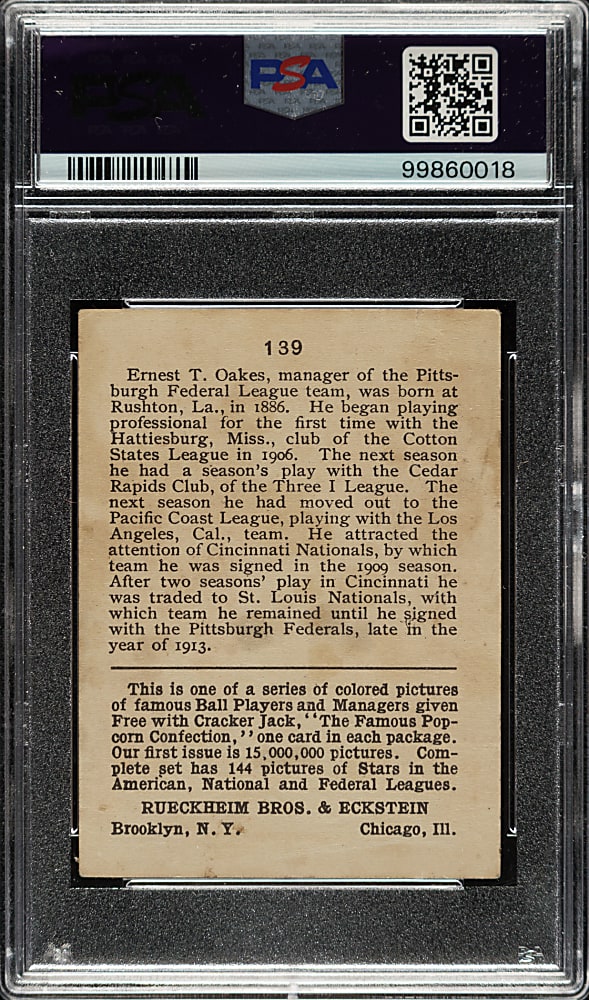 PSA
99860018
139
Ernest T. Oakes, manager of the Pitts-
burgh Federal League team, was born at
Rushton, La., in 1886. He began playing
professional for the first time with the
Hattiesburg, Miss., club of the Cotton
States League in 1906. The next season
he had a season's play with the Cedar
Rapids Club, of the Three I League. The
next season he had moved out to the
Pacific Coast League, playing with the Los
Angeles, Cal., team. He attracted the
attention of Cincinnati Nationals, by which
team he was signed in the 1909 season.
After two seasons' play in Cincinnati he
was traded to St. Louis Nationals, with
which team he remained until he signed
with the Pittsburgh Federals, late in the
year of 1913.
This is one of a series of colored pictures
of famous Ball Players and Managers given
Free with Cracker Jack, "The Famous Pop-
corn Confection," one card in each package.
Our first issue is 15,000,000 pictures. Com-
plete set has 144 pictures of Stars in the
American, National and Federal Leagues.
RUECKHEIM BROS. & ECKSTEIN
Brooklyn, N. Y. Chicago, Ill.